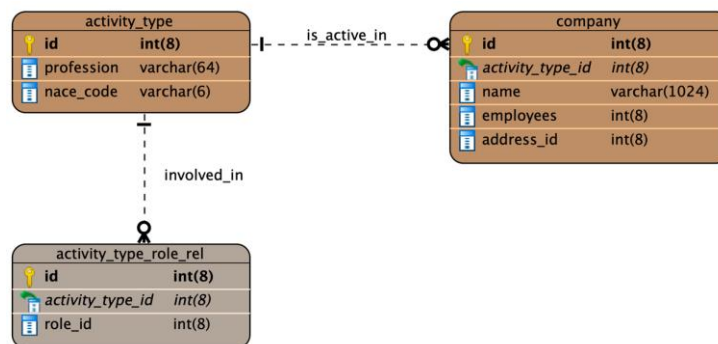 activity_type
id int(8)
profession varchar(64)
nace_code varchar(6)
is_active_in
company
id int(8)
activity_type_id int(8)
name varchar(1024)
employees int(8)
address_id int(8)
involved_in
activity_type_role_rel
id int(8)
activity_type_id int(8)
role_id int(8)